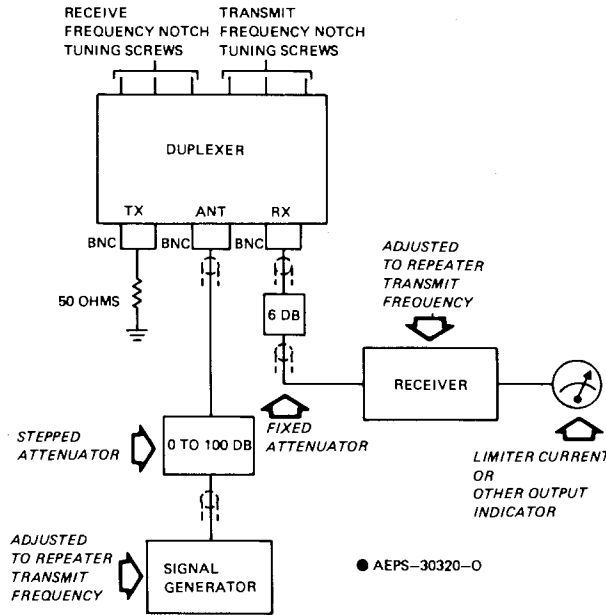 RECEIVE
FREQUENCY NOTCH
TUNING SCREWS
TRANSMIT
FREQUENCY NOTCH
TUNING SCREWS
DUPLEXER
TX
ANT
RX
BNC
BNC
BNC
50 OHMS
6 DB
ADJUSTED
TO REPEATER
TRANSMIT
FREQUENCY
RECEIVER
STEPPED
ATTENUATOR
0 TO 100 DB
FIXED
ATTENUATOR
LIMITER CURRENT
OR
OTHER OUTPUT
INDICATOR
ADJUSTED
TO REPEATER
TRANSMIT
FREQUENCY
SIGNAL
GENERATOR
● AEPS-30320-O